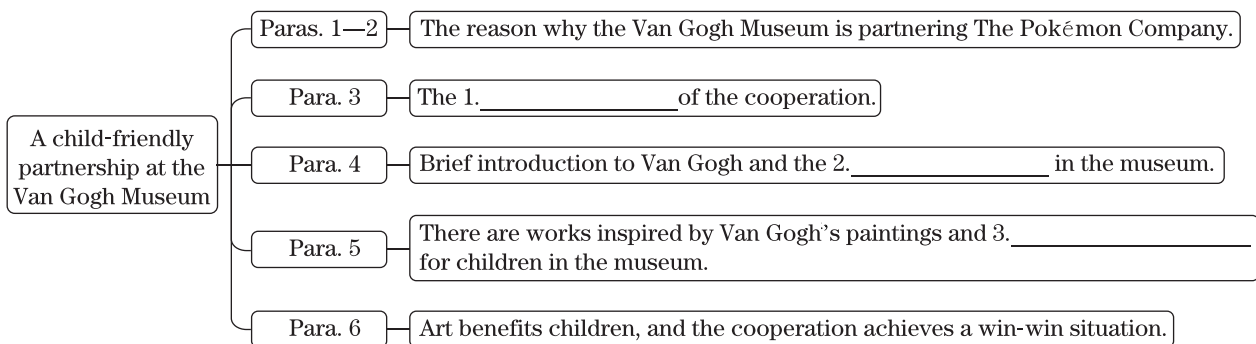 A child-friendly
partnership at the
Van Gogh Museum
Paras. 1—2
The reason why the Van Gogh Museum is partnering The Pokémon Company.
Para. 3
The 1.____________________of the cooperation.
Para. 4
Brief introduction to Van Gogh and the 2.____________________ in the museum.
Para. 5
There are works inspired by Van Gogh's paintings and 3.________________________
for children in the museum.
Para. 6
Art benefits children, and the cooperation achieves a win-win situation.